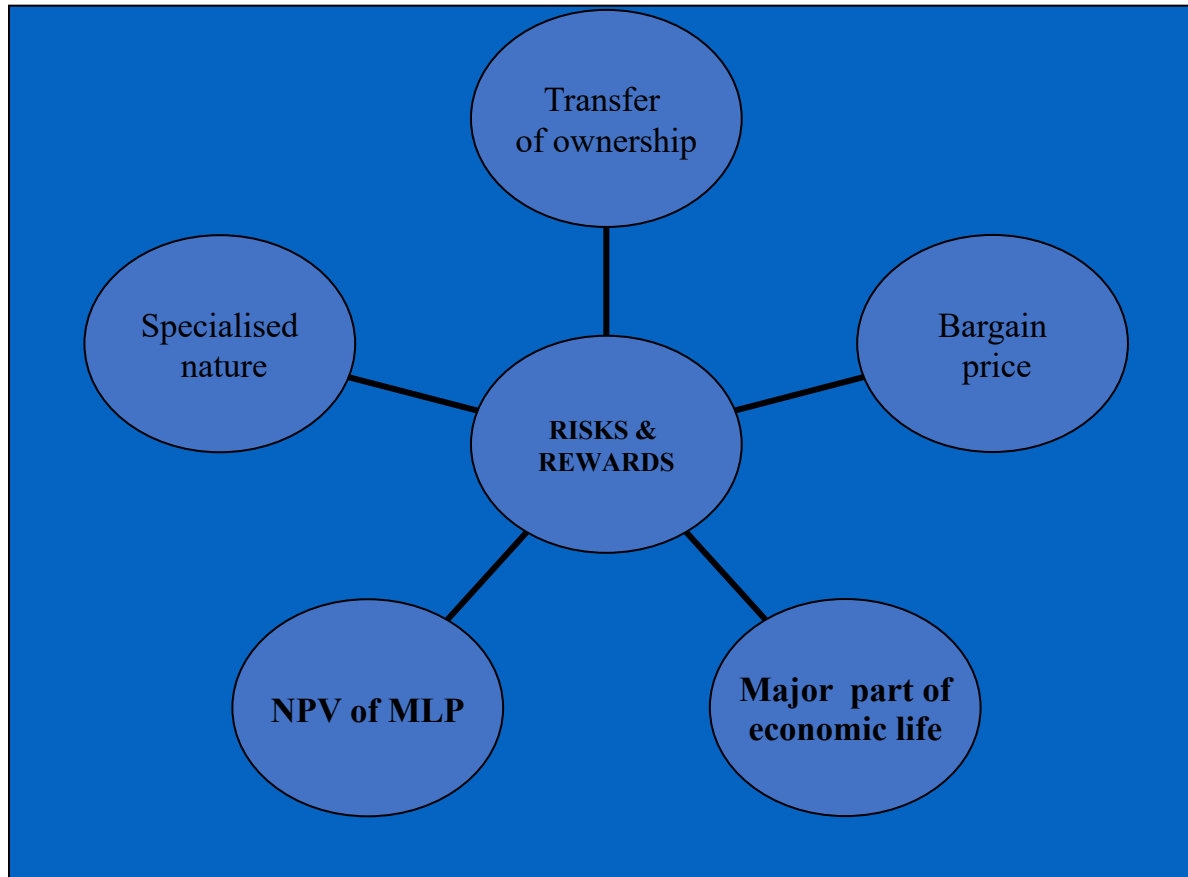 Transfer
of ownership
Specialised
nature
Bargain
price
RISKS &
REWARDS
NPV of MLP
Major part of
economic life